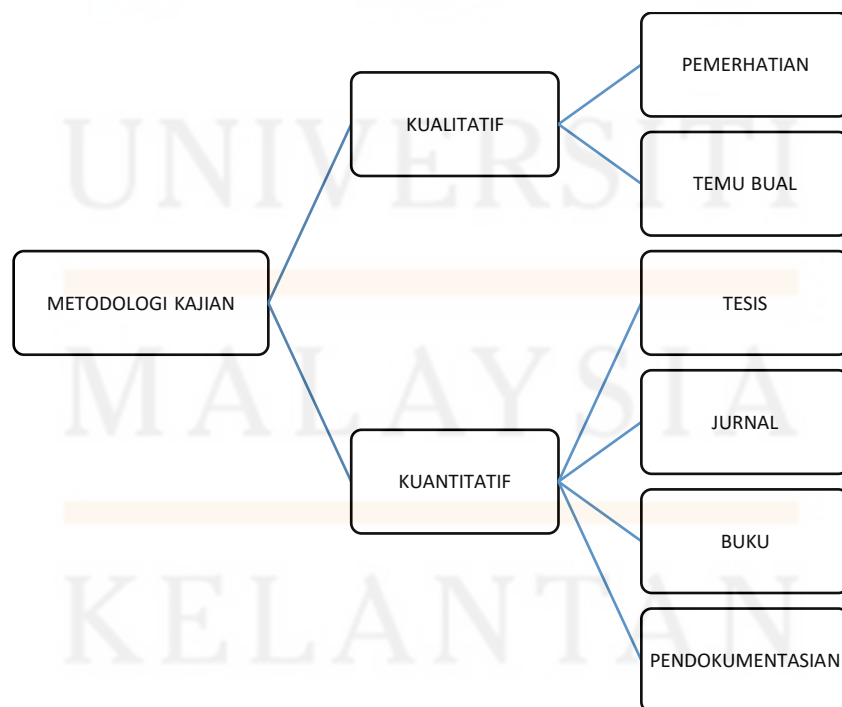 UNIVERSITI
MALAYSIA
KELANTAN
METODOLOGI KAJIAN
KUALITATIF
PEMERHATIAN
TEMU BUAL
KUANTITATIF
TESIS
JURNAL
BUKU
PENDOKUMENTASIAN